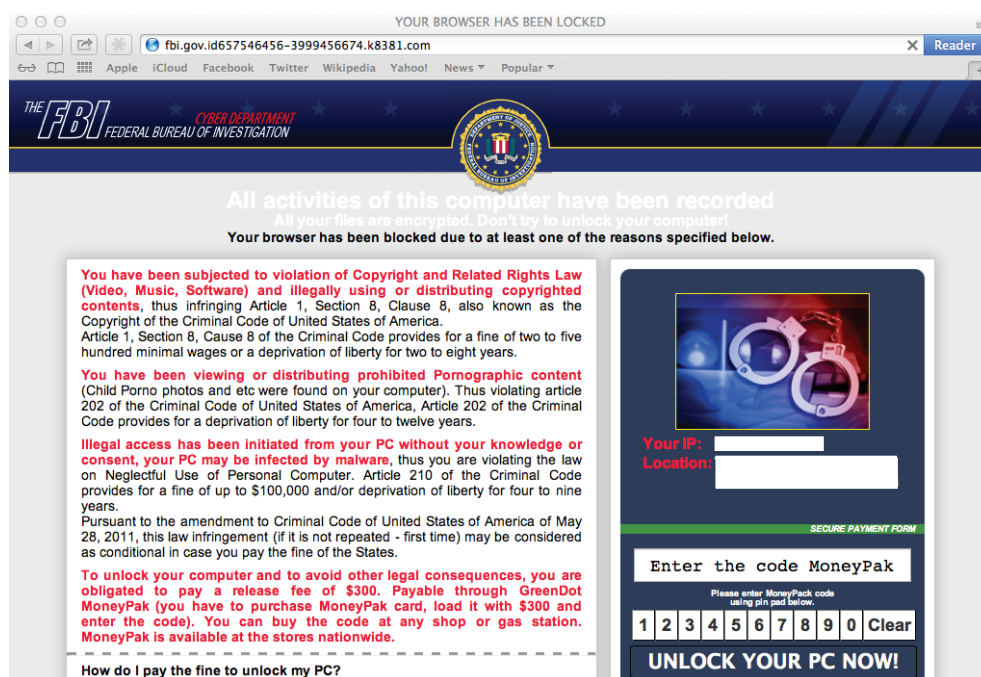 YOUR BROWSER HAS BEEN LOCKED
fbi.gov.id657546456-3999456674.k8381.com
Reader
Apple iCloud Facebook Twitter Wikipedia Yahoo! News Popular
THE FBI CYBER DEPARTMENT
FEDERAL BUREAU OF INVESTIGATION
DEPARTMENT OF JUSTICE
FEDERAL BUREAU OF INVESTIGATION
All activities of this computer have been recorded
All your files are encrypted. Don't try to unlock your computer!
Your browser has been blocked due to at least one of the reasons specified below.
You have been subjected to violation of Copyright and Related Rights Law
(Video, Music, Software) and illegally using or distributing copyrighted
contents, thus infringing Article 1, Section 8, Clause 8, also known as the
Copyright of the Criminal Code of United States of America.
Article 1, Section 8, Cause 8 of the Criminal Code provides for a fine of two to five
hundred minimal wages or a deprivation of liberty for two to eight years.
You have been viewing or distributing prohibited Pornographic content
(Child Porno photos and etc were found on your computer). Thus violating article
202 of the Criminal Code of United States of America, Article 202 of the Criminal
Code provides for a deprivation of liberty for four to twelve years.
Illegal access has been initiated from your PC without your knowledge or
consent, your PC may be infected by malware, thus you are violating the law
on Neglectful Use of Personal Computer. Article 210 of the Criminal Code
provides for a fine of up to $100,000 and/or deprivation of liberty for four to nine
years.
Pursuant to the amendment to Criminal Code of United States of America of May
28, 2011, this law infringement (if it is not repeated - first time) may be considered
as conditional in case you pay the fine of the States.
To unlock your computer and to avoid other legal consequences, you are
obligated to pay a release fee of $300. Payable through GreenDot
MoneyPak (you have to purchase MoneyPak card, load it with $300 and
enter the code). You can buy the code at any shop or gas station.
MoneyPak is available at the stores nationwide.
How do I pay the fine to unlock my PC?
Your IP:
Location:
SECURE PAYMENT FORM
Enter the code MoneyPak
Please enter MoneyPack code
using pin pad below.
1 2 3 4 5 6 7 8 9 0 Clear
UNLOCK YOUR PC NOW!